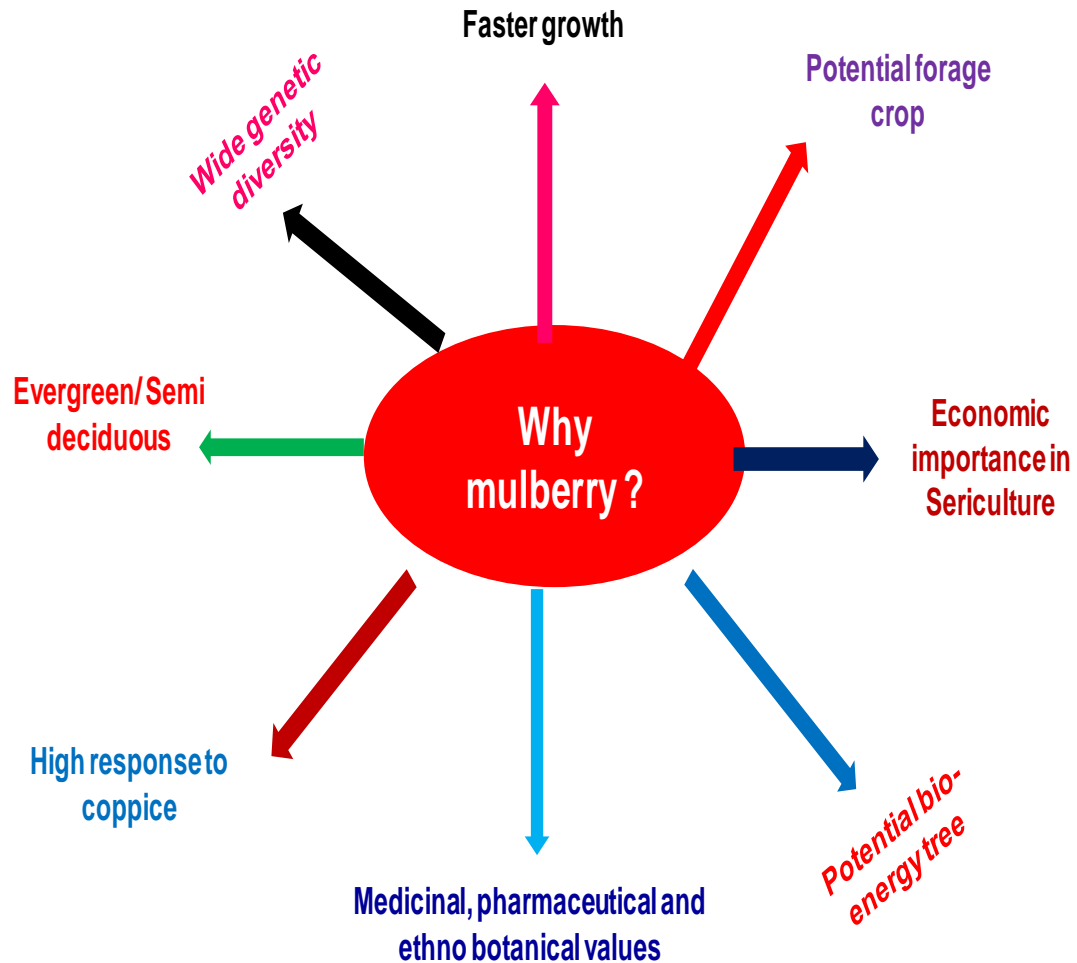 Faster growth
Potential forage
crop
Wide genetic
diversity
Evergreen/ Semi
deciduous
Why
mulberry ?
Economic
importance in
Sericulture
High response to
coppice
Potential bio-
energy tree
Medicinal, pharmaceutical and
ethno botanical values